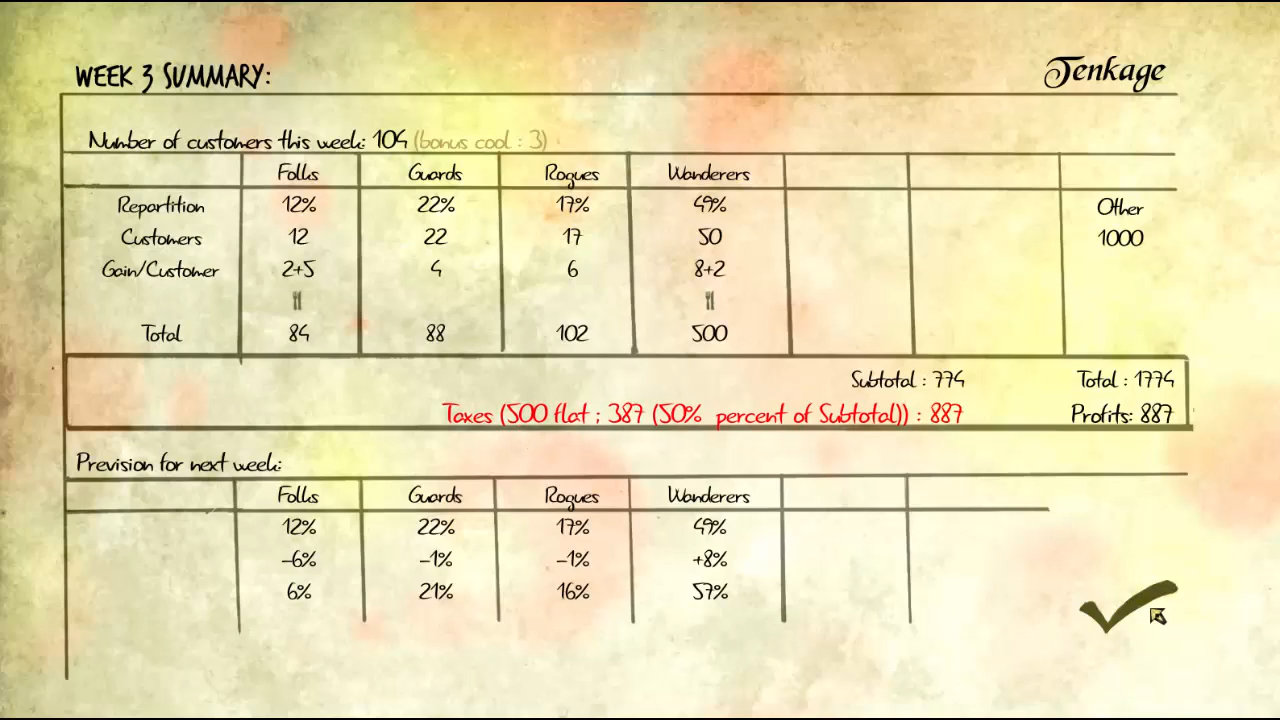 WEEK 3 SUMMARY:
Tenkage
Number of customers this week: 104 (bonus cool : 3)
Folks Guards Rogues Wanderers
Repartition 12% 22% 17% 49% Other
Customers 12 22 17 50 1000
Gain/Customer 2+5 4 6 8+2
Total 84 88 102 500
Subtotal : 774 Total : 1774
Taxes (500 flat ; 387 (50% percent of Subtotal)) : 887 Profits: 887
Prevision for next week:
Folks Guards Rogues Wanderers
12% 22% 17% 49%
-6% -1% -1% +8%
6% 21% 16% 57%